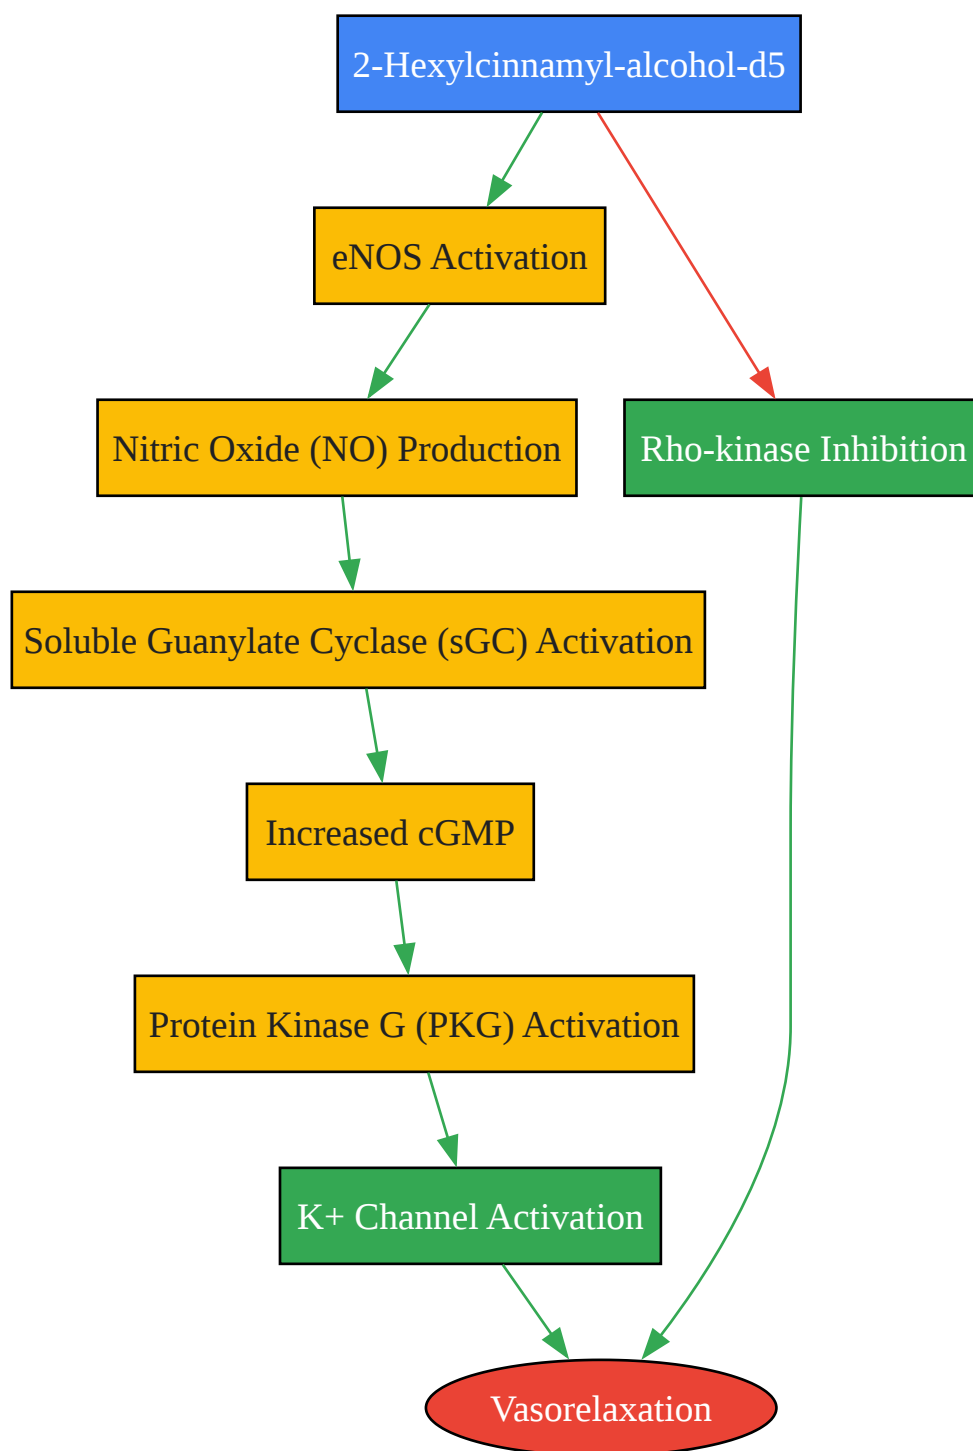 2-Hexylcinnamyl-alcohol-d5
eNOS Activation
Nitric Oxide (NO) Production
Rho-kinase Inhibition
Soluble Guanylate Cyclase (sGC) Activation
Increased cGMP
Protein Kinase G (PKG) Activation
K+ Channel Activation
Vasorelaxation